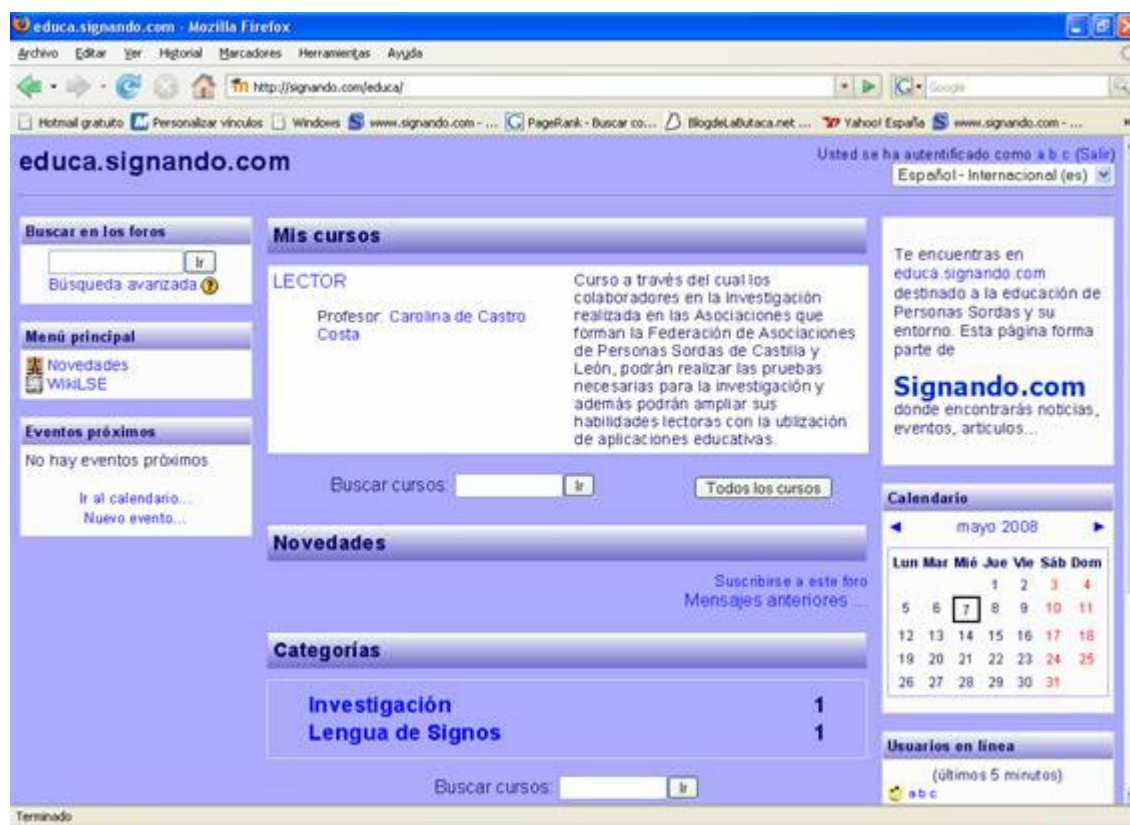 educa.signando.com - Mozilla Firefox
Archivo Editar Ver Historial Marcadores Herramientas Ayuda
http://signando.com/educa/
Google
Hotmail gratuito Personalizar vínculos Windows www.signando.com - ... PageRank - Buscar co... BlogdeLaButaca.net ... Yahoo! España www.signando.com - ...
educa.signando.com
Usted se ha autentificado como a b c (Salir)
Español - Internacional (es)
Buscar en los foros
Ir
Búsqueda avanzada ?
Menú principal
Novedades
WikiLSE
Eventos próximos
No hay eventos próximos
Ir al calendario...
Nuevo evento...
Mis cursos
LECTOR
Profesor: Carolina de Castro
Costa
Curso a través del cual los
colaboradores en la Investigación
realizada en las Asociaciones que
forman la Federación de Asociaciones
de Personas Sordas de Castilla y
León, podrán realizar las pruebas
necesarias para la investigación y
además podrán ampliar sus
habilidades lectoras con la utilización
de aplicaciones educativas.
Buscar cursos: Ir Todos los cursos
Novedades
Suscribirse a este foro
Mensajes anteriores ...
Categorías
Investigación 1
Lengua de Signos 1
Buscar cursos: Ir
Te encuentras en
educa.signando.com
destinado a la educación de
Personas Sordas y su
entorno. Esta página forma
parte de
Signando.com
donde encontrarás noticias,
eventos, artículos...
Calendario
mayo 2008
Lun Mar Mié Jue Vie Sáb Dom
1 2 3 4
5 6 7 8 9 10 11
12 13 14 15 16 17 18
19 20 21 22 23 24 25
26 27 28 29 30 31
Usuarios en línea
(últimos 5 minutos)
a b c
Terminado